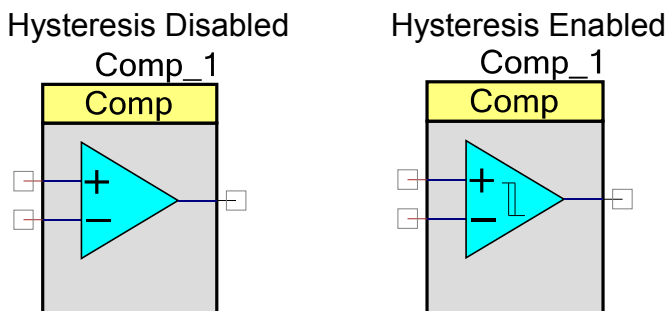 Hysteresis Disabled
Comp_1
Comp
+
−
Hysteresis Enabled
Comp_1
Comp
+
−